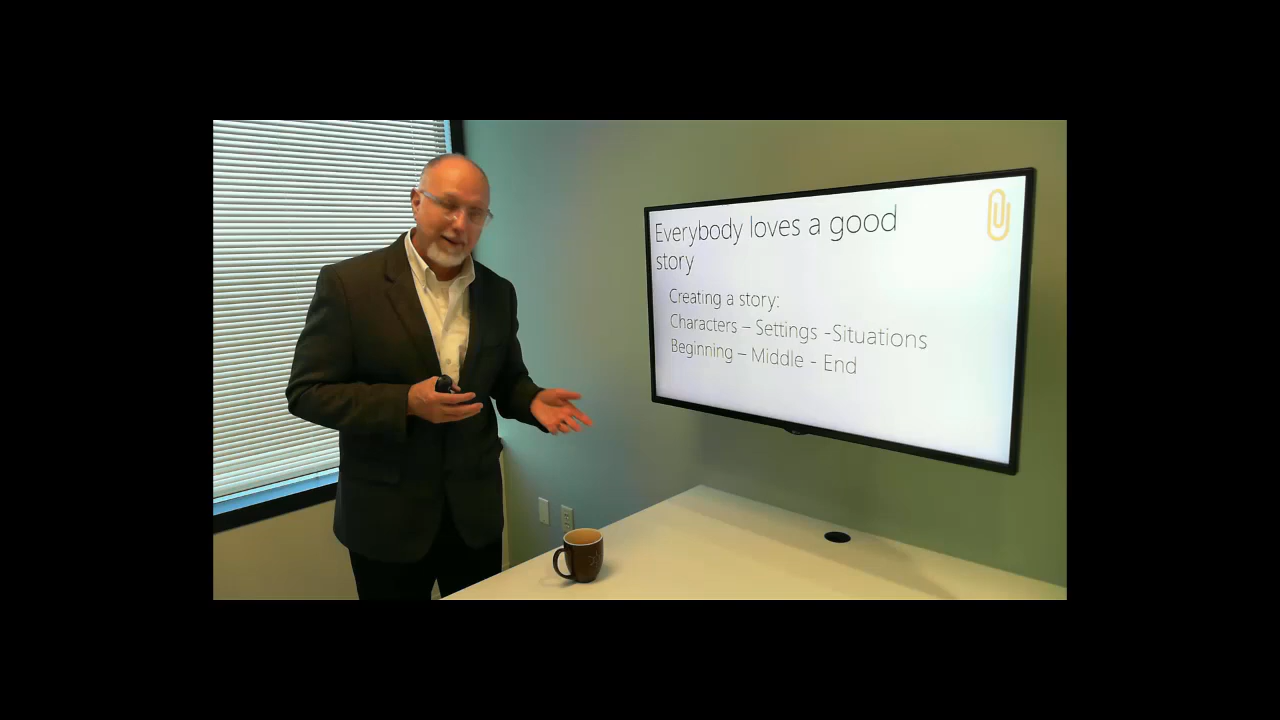 Everybody loves a good
story
Creating a story:
Characters – Settings -Situations
Beginning – Middle - End